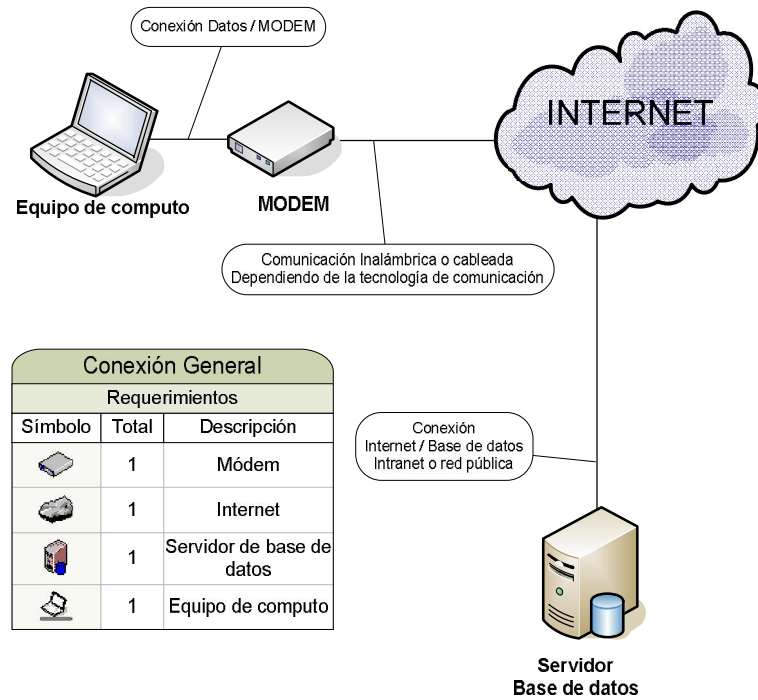 Conexión Datos / MODEM
INTERNET
Equipo de computo
MODEM
Comunicación Inalámbrica o cableada
Dependiendo de la tecnología de comunicación
Conexión General
Requerimientos
Símbolo Total Descripción
1 Módem
1 Internet
1 Servidor de base de
datos
1 Equipo de computo
Conexión
Internet / Base de datos
Intranet o red pública
Servidor
Base de datos